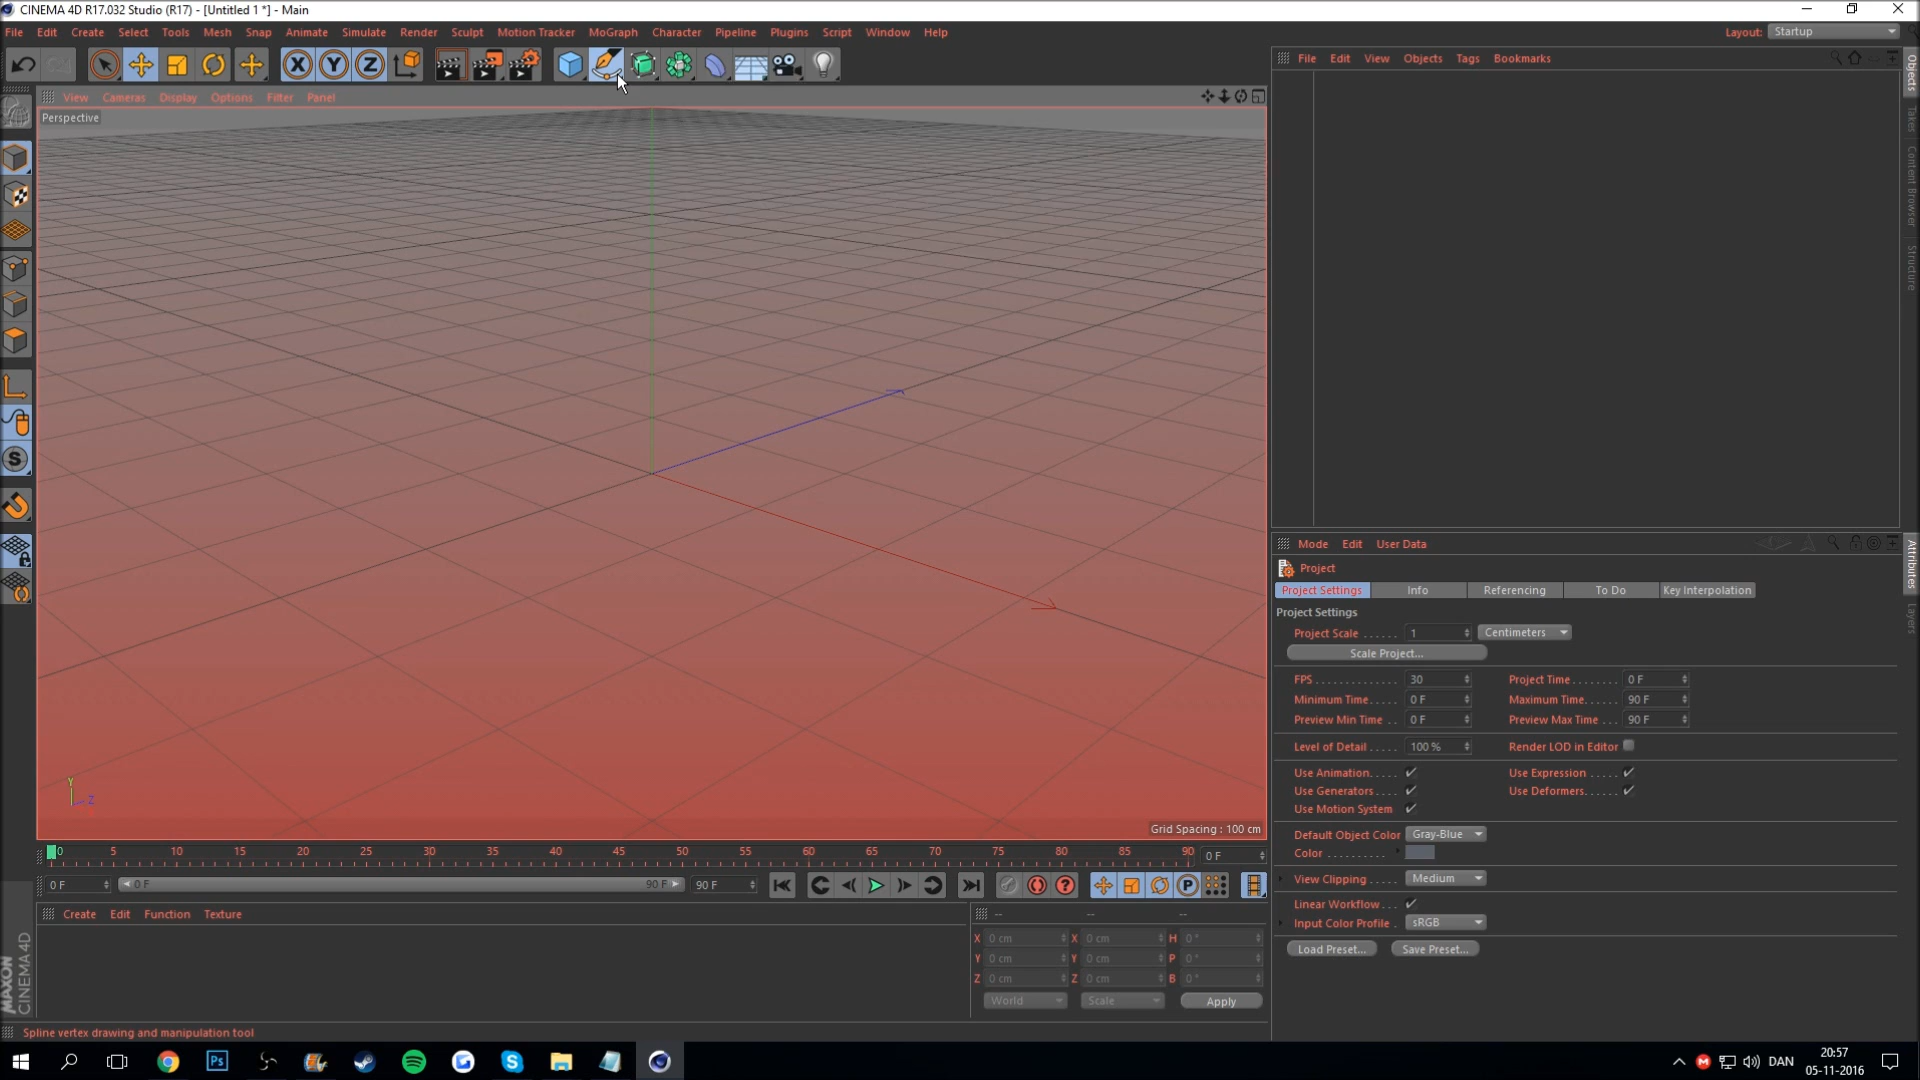 CINEMA 4D R17.032 Studio (R17) - [Untitled 1 *] - Main
File Edit Create Select Tools Mesh Snap Animate Simulate Render Sculpt Motion Tracker MoGraph Character Pipeline Plugins Script Window Help
Layout: Startup
X Y Z
File Edit View Objects Tags Bookmarks
View Cameras Display Options Filter Panel
Perspective
Objects
Takes
Content Browser
Structure
Y
Z
Grid Spacing : 100 cm
S
Mode Edit User Data
Attributes
Layers
Project
Project Settings Info Referencing To Do Key Interpolation
Project Settings
Project Scale . . . . . . 1 Centimeters
Scale Project...
FPS . . . . . . . . . . . . . 30 Project Time . . . . . . . . 0 F
Minimum Time. . . . . 0 F Maximum Time. . . . . . 90 F
Preview Min Time . . 0 F Preview Max Time . . . 90 F
Level of Detail . . . . . 100 % Render LOD in Editor
Use Animation. . . . . Use Expression . . . . .
Use Generators . . . . Use Deformers. . . . . .
Use Motion System
Default Object Color Gray-Blue
Color . . . . . . . . . .
View Clipping . . . . . Medium
Linear Workflow . . .
Input Color Profile . sRGB
Load Preset... Save Preset...
0 5 10 15 20 25 30 35 40 45 50 55 60 65 70 75 80 85 90 0 F
0 F 0 F 90 F 90 F
? P
Create Edit Function Texture
-- -- --
X 0 cm X 0 cm H 0 °
Y 0 cm Y 0 cm P 0 °
Z 0 cm Z 0 cm B 0 °
World Scale Apply
MAXON
CINEMA 4D
Spline vertex drawing and manipulation tool
Ps
S
DAN
20:57
05-11-2016